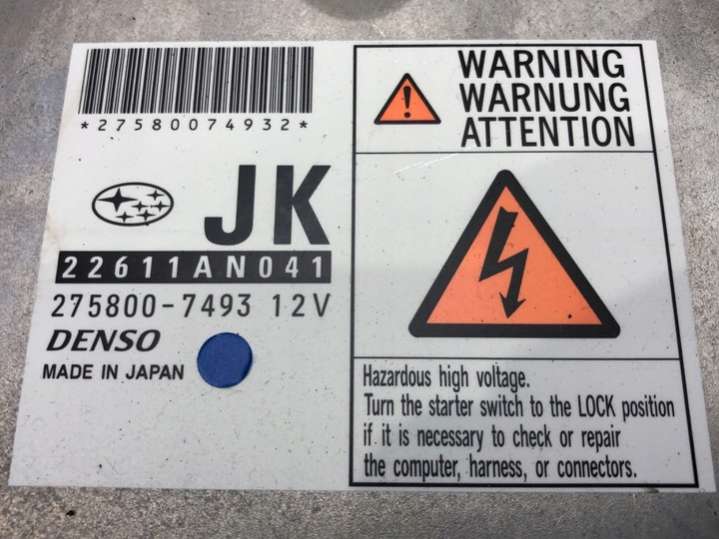 *27580074932*
JK
22611AN041
275800-7493 12V
DENSO
MADE IN JAPAN
WARNING
WARNUNG
ATTENTION
Hazardous high voltage.
Turn the starter switch to the LOCK position
if it is necessary to check or repair
the computer, harness, or connectors.